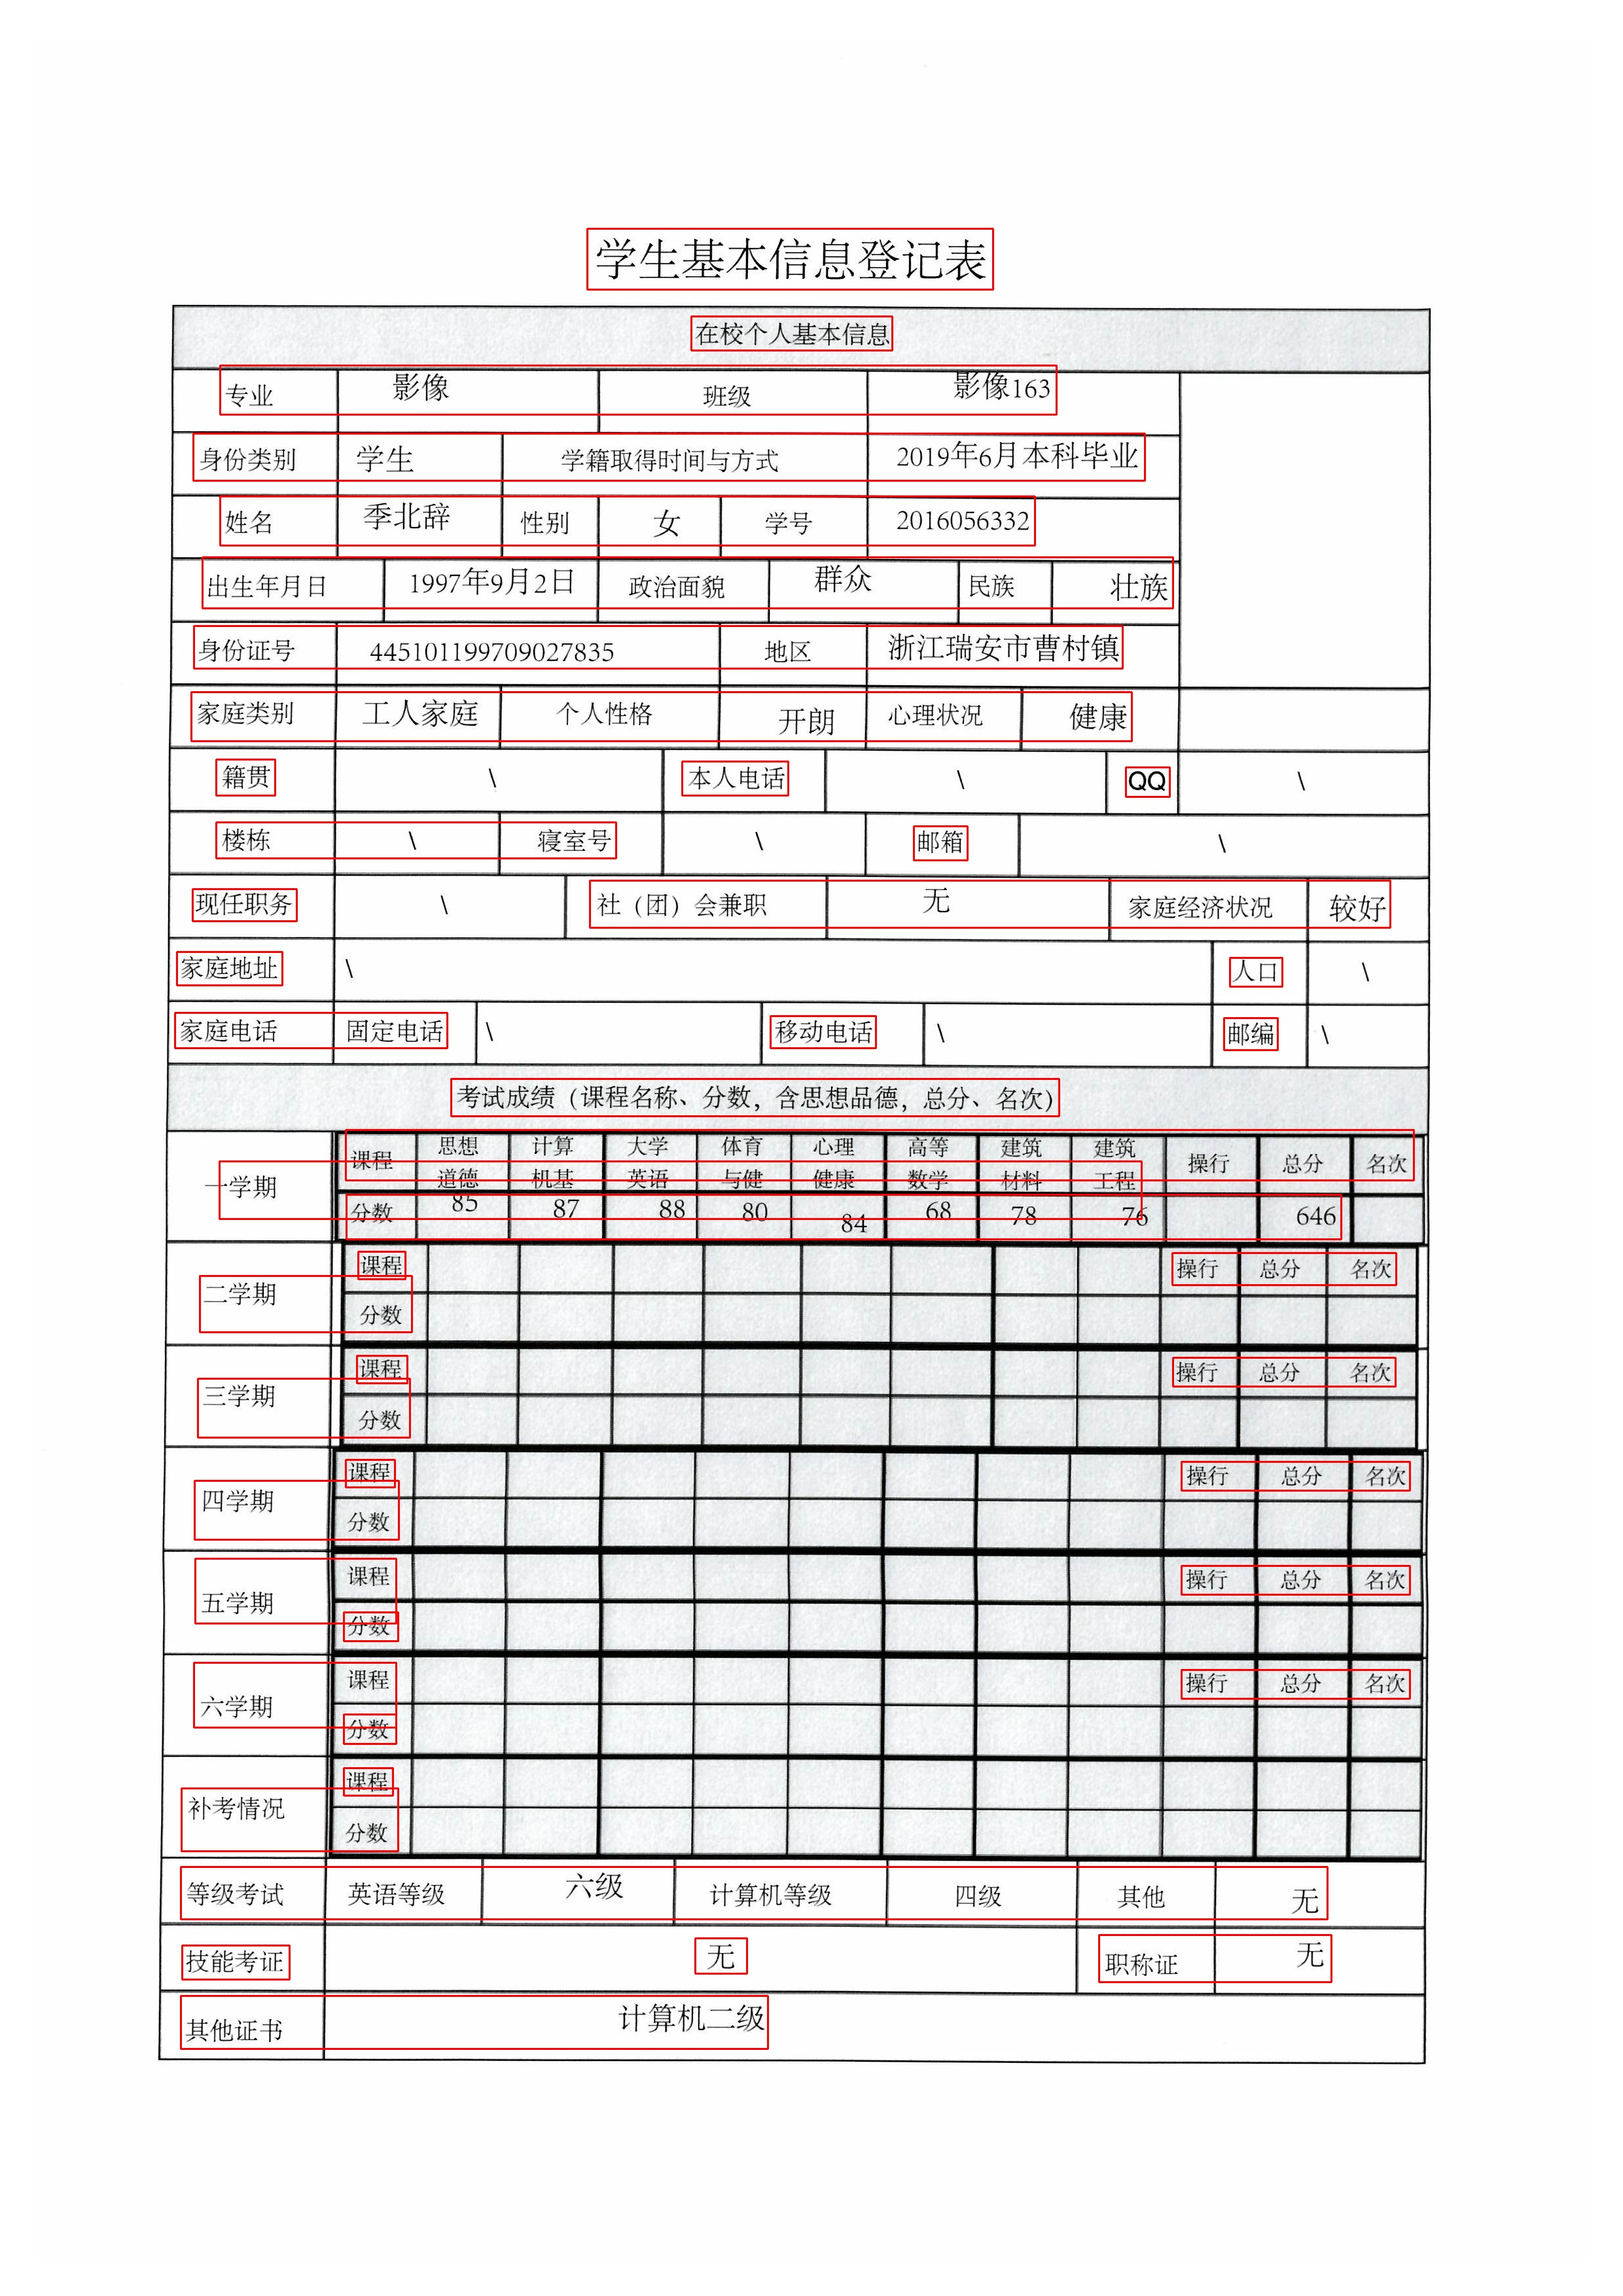 学生基本信息登记表
在校个人基本信息
专业 影像 班级 影像163
身份类别 学生 学籍取得时间与方式 2019年6月本科毕业
姓名 季北辞 性别 女 学号 2016056332
出生年月日 1997年9月2日 政治面貌 群众 民族 壮族
身份证号 445101199709027835 地区 浙江瑞安市曹村镇
家庭类别 工人家庭 个人性格 开朗 心理状况 健康
籍贯 \ 本人电话 \ QQ \
楼栋 \ 寝室号 \ 邮箱 \
现任职务 \ 社（团）会兼职 无 家庭经济状况 较好
家庭地址 \ 人口 \
家庭电话 固定电话 \ 移动电话 \ 邮编 \
考试成绩（课程名称、分数，含思想品德，总分、名次）
课程 思想 计算 大学 体育 心理 高等 建筑 建筑 操行 总分 名次
一学期 道德 机基 英语 与健 健康 数学 材料 工程
分数 85 87 88 80 84 68 78 76 646
课程 操行 总分 名次
二学期 分数
课程 操行 总分 名次
三学期 分数
课程 操行 总分 名次
四学期 分数
五学期 课程 操行 总分 名次
分数
六学期 课程 操行 总分 名次
分数
课程
补考情况 分数
等级考试 英语等级 六级 计算机等级 四级 其他 无
技能考证 无 职称证 无
其他证书 计算机二级